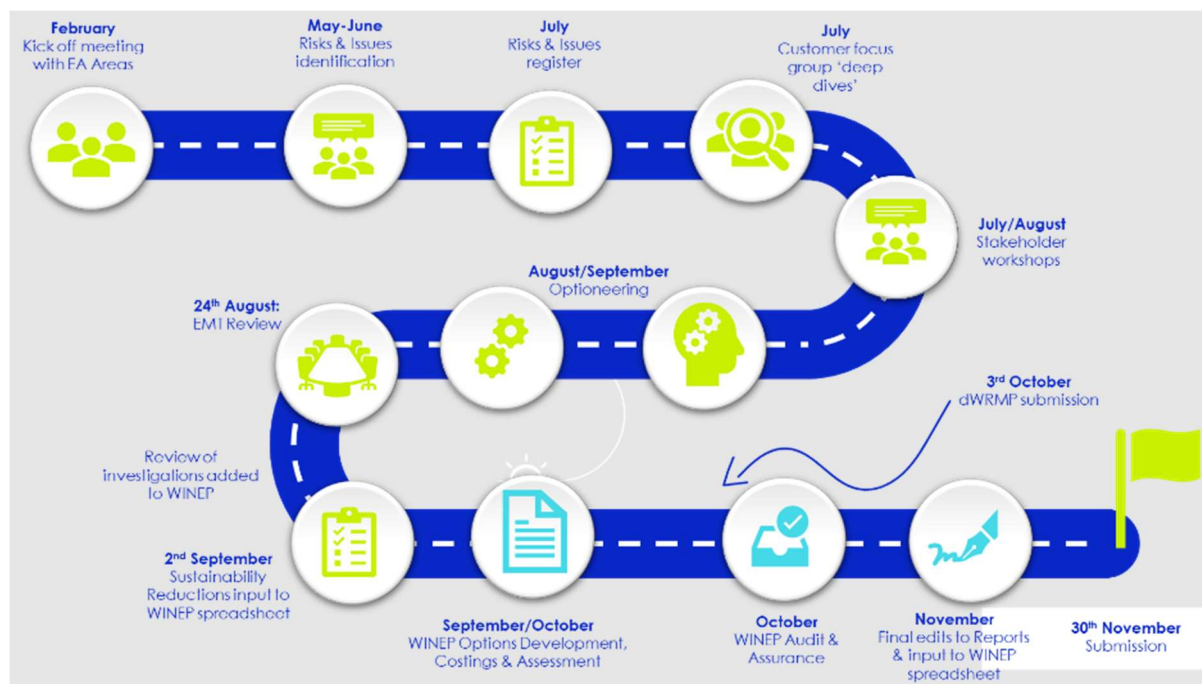 February
Kick off meeting
with EA Areas
May-June
Risks & Issues
identification
July
Risks & Issues
register
July
Customer focus
group ‘deep
dives’
July/August
Stakeholder
workshops
August/September
Optioneering
24th August:
EMT Review
Review of
investigations added
to WINEP
2nd September
Sustainability
Reductions input to
WINEP spreadsheet
September/October
WINEP Options Development,
Costings & Assessment
3rd October
dWRMP submission
October
WINEP Audit &
Assurance
November
Final edits to Reports
& input to WINEP
spreadsheet
30th November
Submission